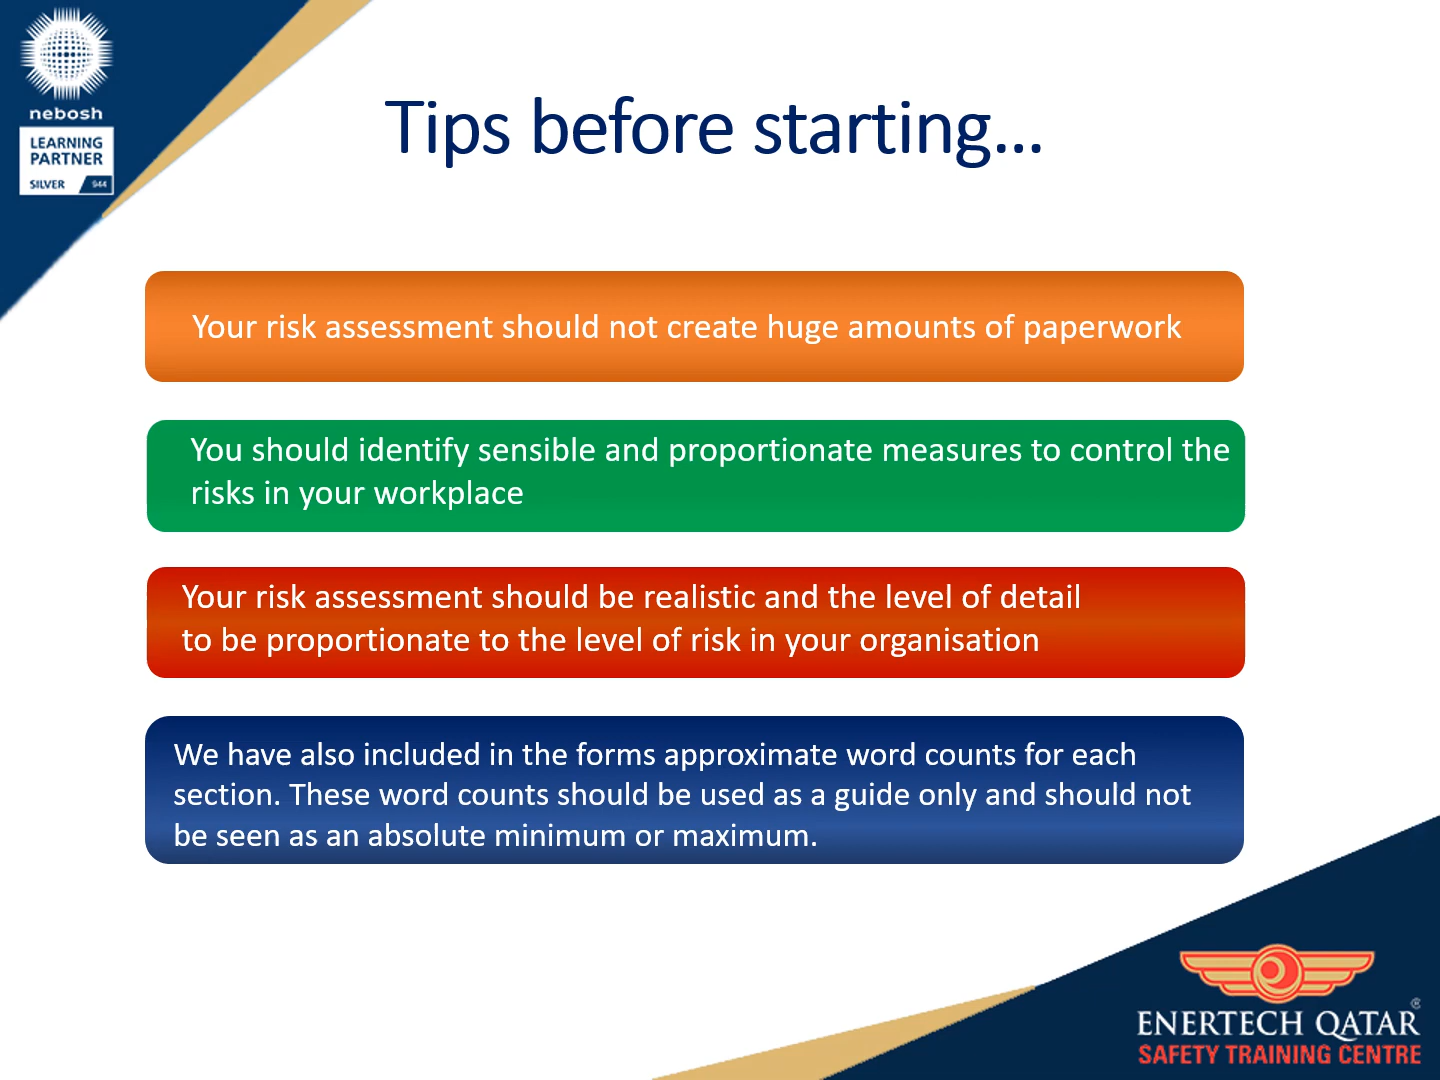 nebosh
LEARNING
PARTNER
SILVER 944
Tips before starting...
Your risk assessment should not create huge amounts of paperwork
You should identify sensible and proportionate measures to control the
risks in your workplace
Your risk assessment should be realistic and the level of detail
to be proportionate to the level of risk in your organisation
We have also included in the forms approximate word counts for each
section. These word counts should be used as a guide only and should not
be seen as an absolute minimum or maximum.
ENERTECH QATAR®
SAFETY TRAINING CENTRE